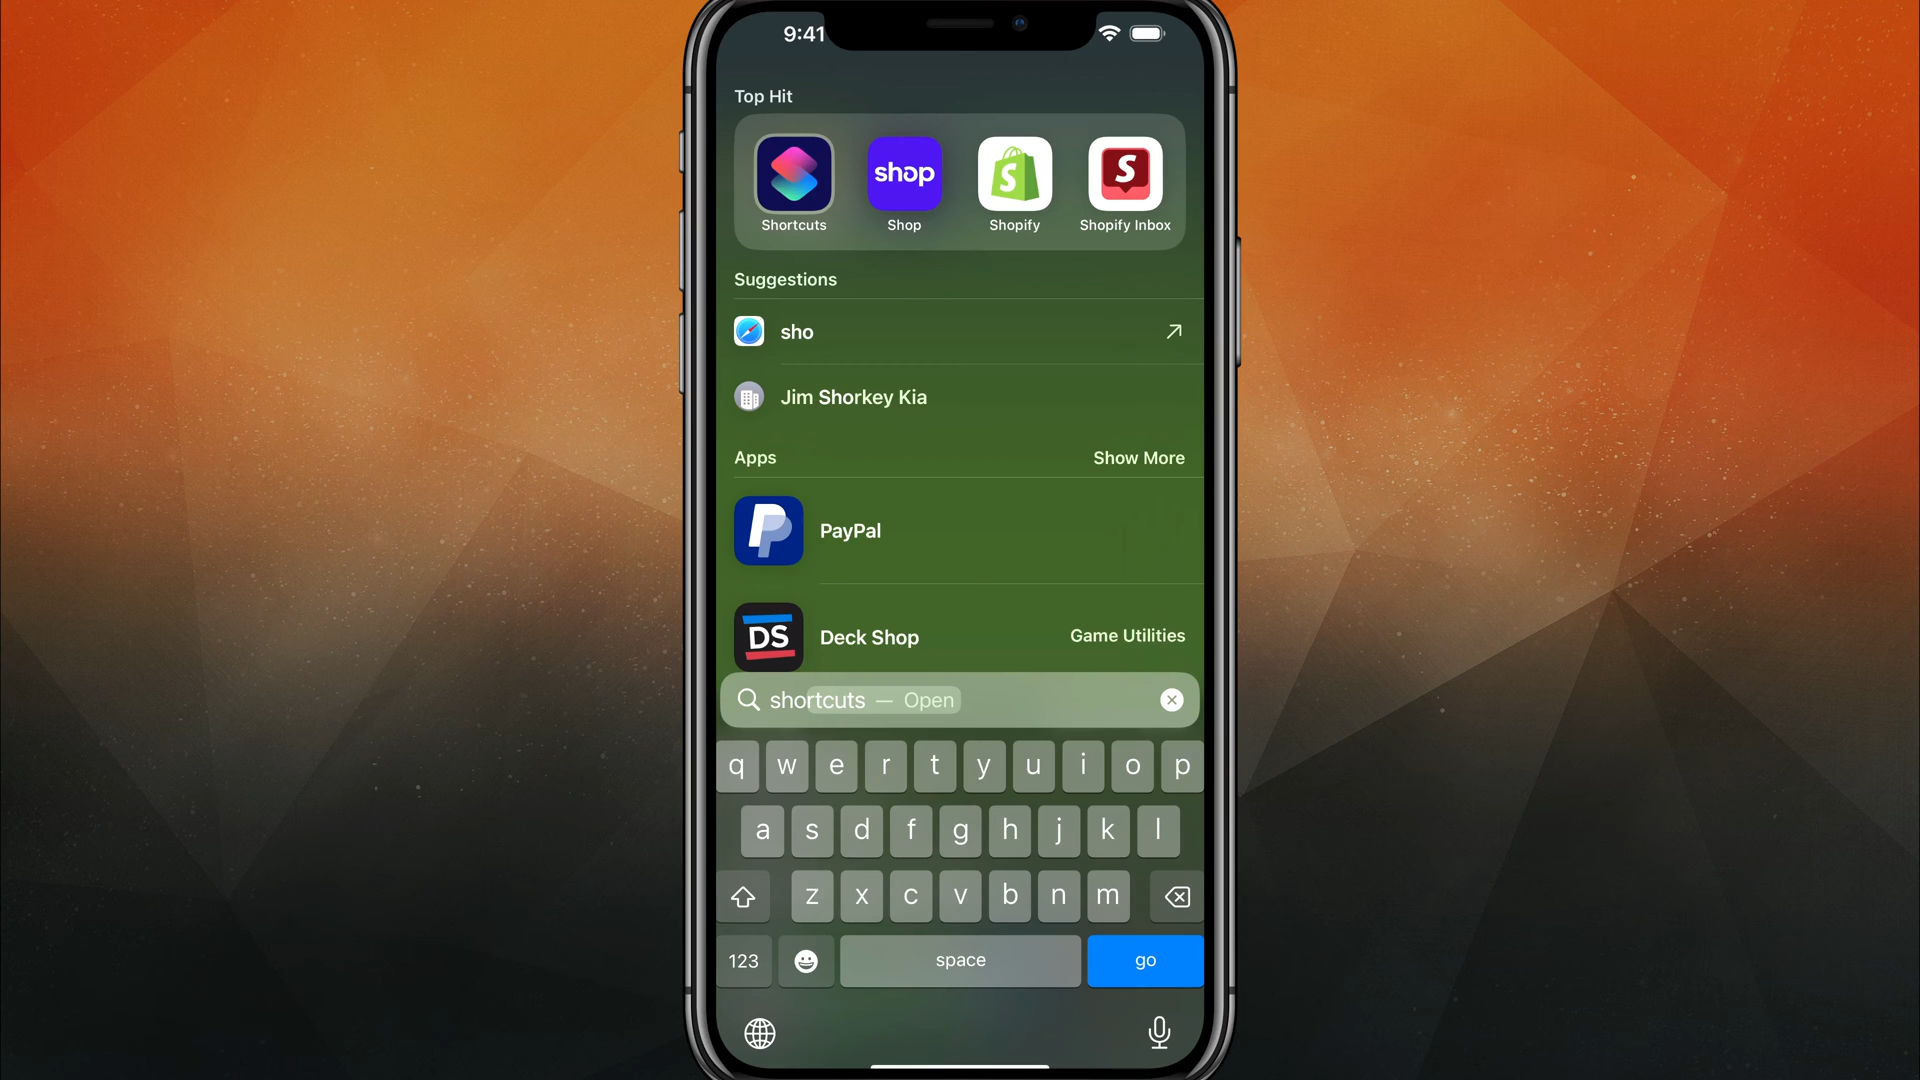 9:41
Top Hit
shop
S
S
Shortcuts Shop Shopify Shopify Inbox
Suggestions
sho
Jim Shorkey Kia
Apps Show More
P
PayPal
DS
Deck Shop Game Utilities
shortcuts — Open
q w e r t y u i o p
a s d f g h j k l
z x c v b n m
123 space go